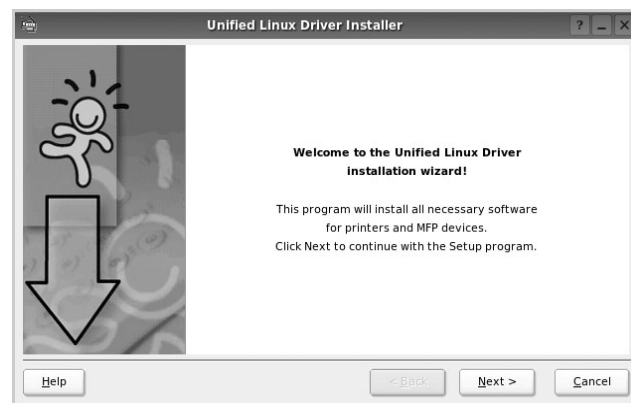 Unified Linux Driver Installer
Welcome to the Unified Linux Driver
installation wizard!
This program will install all necessary software
for printers and MFP devices.
Click Next to continue with the Setup program.
Help
< Back
Next >
Cancel